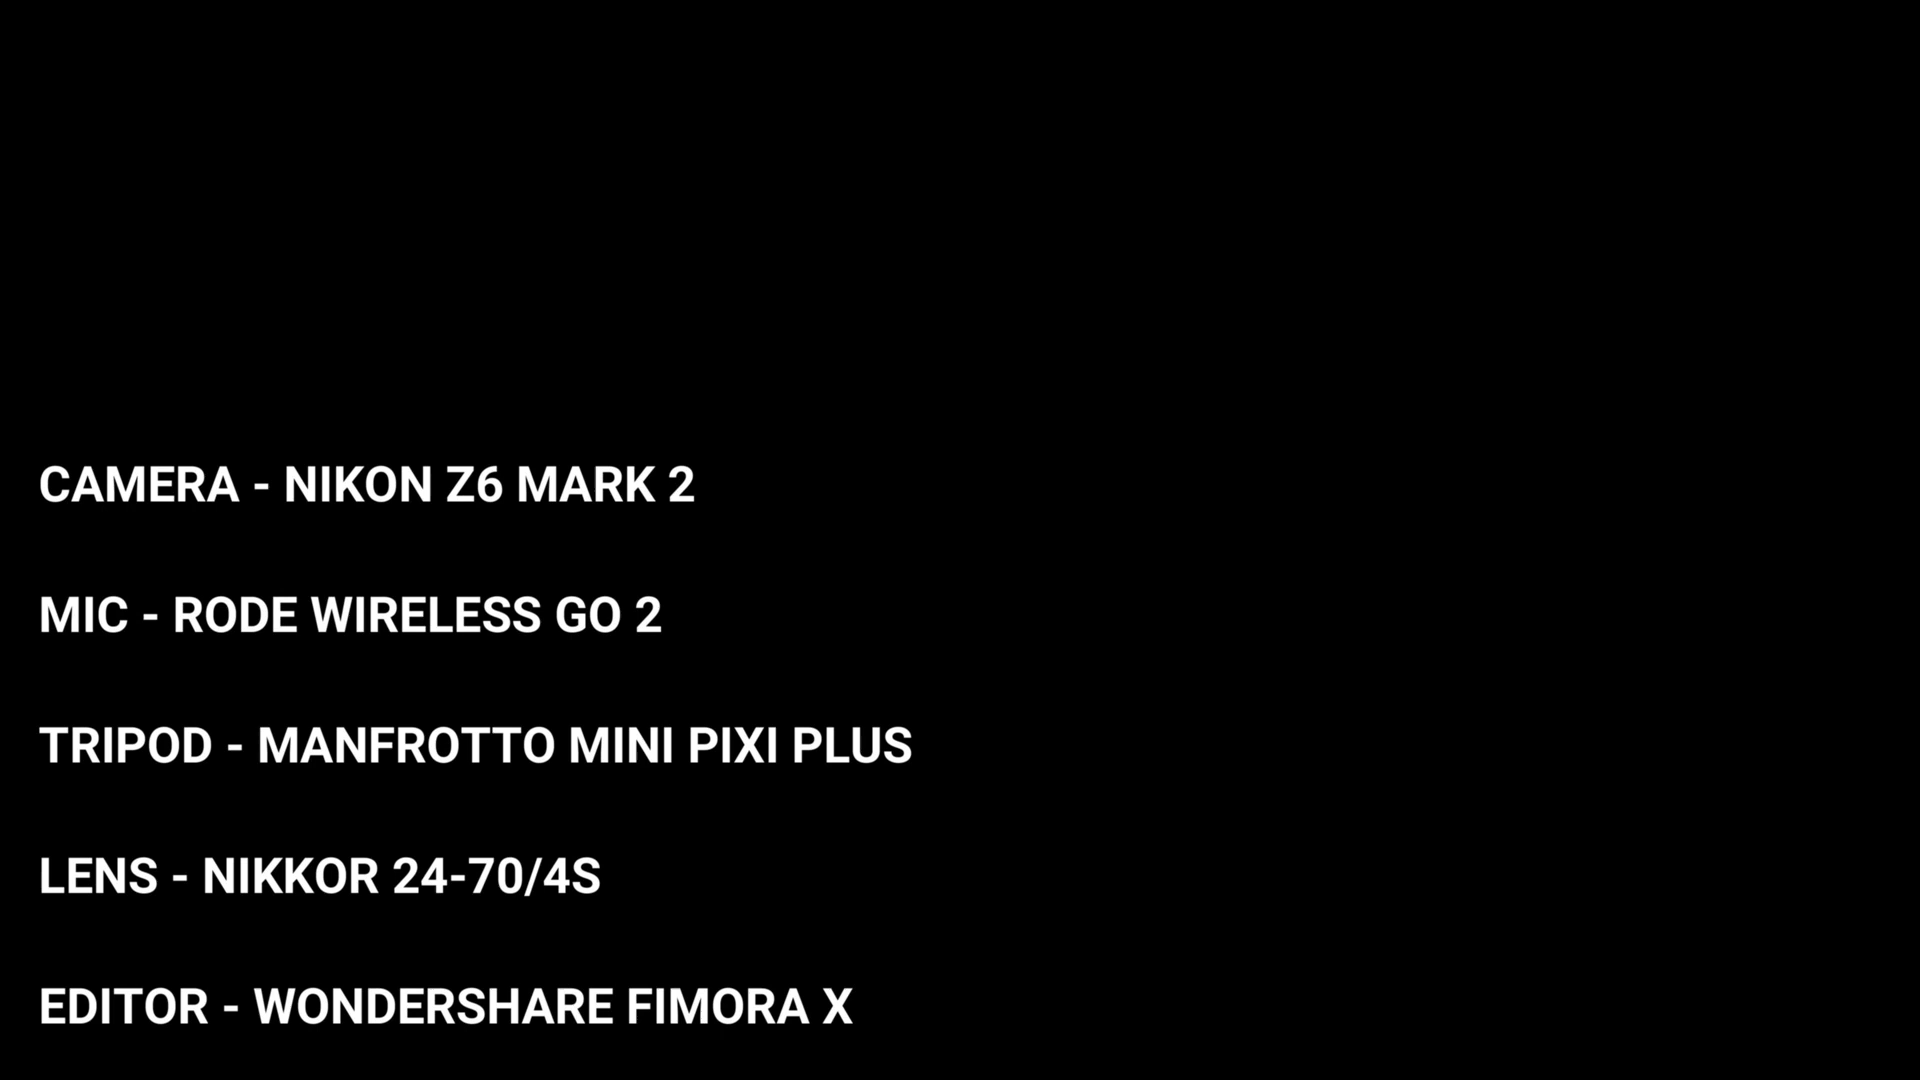 CAMERA - NIKON Z6 MARK 2
MIC - RODE WIRELESS GO 2
TRIPOD - MANFROTTO MINI PIXI PLUS
LENS - NIKKOR 24-70/4S
EDITOR - WONDERSHARE FIMORA X